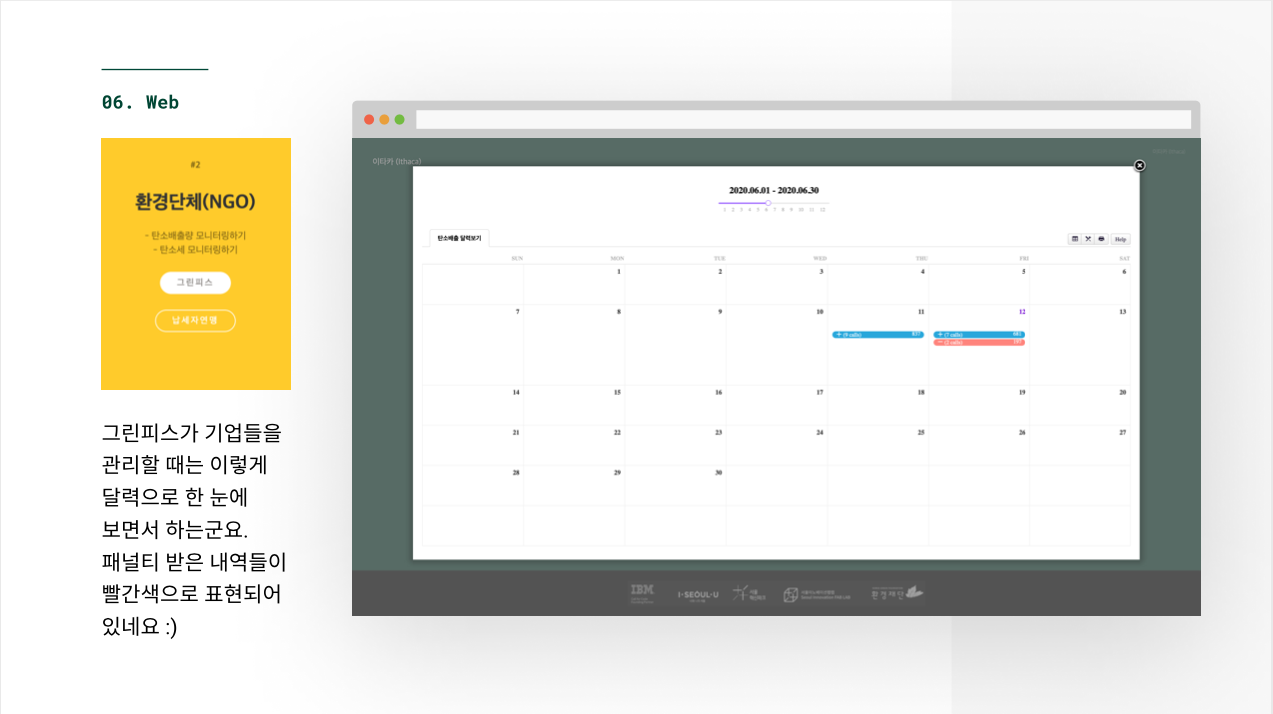 06. Web
#2
환경단체(NGO)
- 탄소배출량 모니터링하기
- 탄소세 모니터링하기
그린피스
납세자연맹
그린피스가 기업들을
관리할 때는 이렇게
달력으로 한 눈에
보면서 하는군요.
패널티 받은 내역들이
빨간색으로 표현되어
있네요 :)
이타카 (Ithaca)
2020.06.01 - 2020.06.30
1 2 3 4 5 6 7 8 9 10 11 12
탄소배출 달력보기
Help
SUN MON TUE WED THU FRI SAT
1 2 3 4 5 6
7 8 9 10 11 12 13
+ (9 calls) + (7 calls)
14 15 16 17 18 19 20
21 22 23 24 25 26 27
28 29 30
IBM
I·SEOUL·U
환경재단